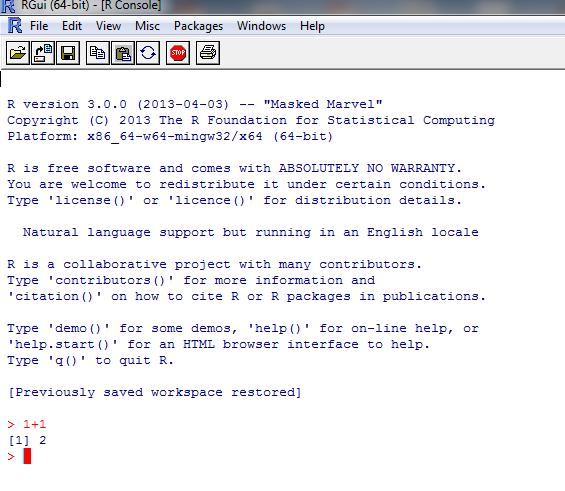 RGui (64-bit) - [R Console]
File Edit View Misc Packages Windows Help
STOP
R version 3.0.0 (2013-04-03) -- "Masked Marvel"
Copyright (C) 2013 The R Foundation for Statistical Computing
Platform: x86_64-w64-mingw32/x64 (64-bit)
R is free software and comes with ABSOLUTELY NO WARRANTY.
You are welcome to redistribute it under certain conditions.
Type 'license()' or 'licence()' for distribution details.
Natural language support but running in an English locale
R is a collaborative project with many contributors.
Type 'contributors()' for more information and
'citation()' on how to cite R or R packages in publications.
Type 'demo()' for some demos, 'help()' for on-line help, or
'help.start()' for an HTML browser interface to help.
Type 'q()' to quit R.
[Previously saved workspace restored]
> 1+1
[1] 2
>